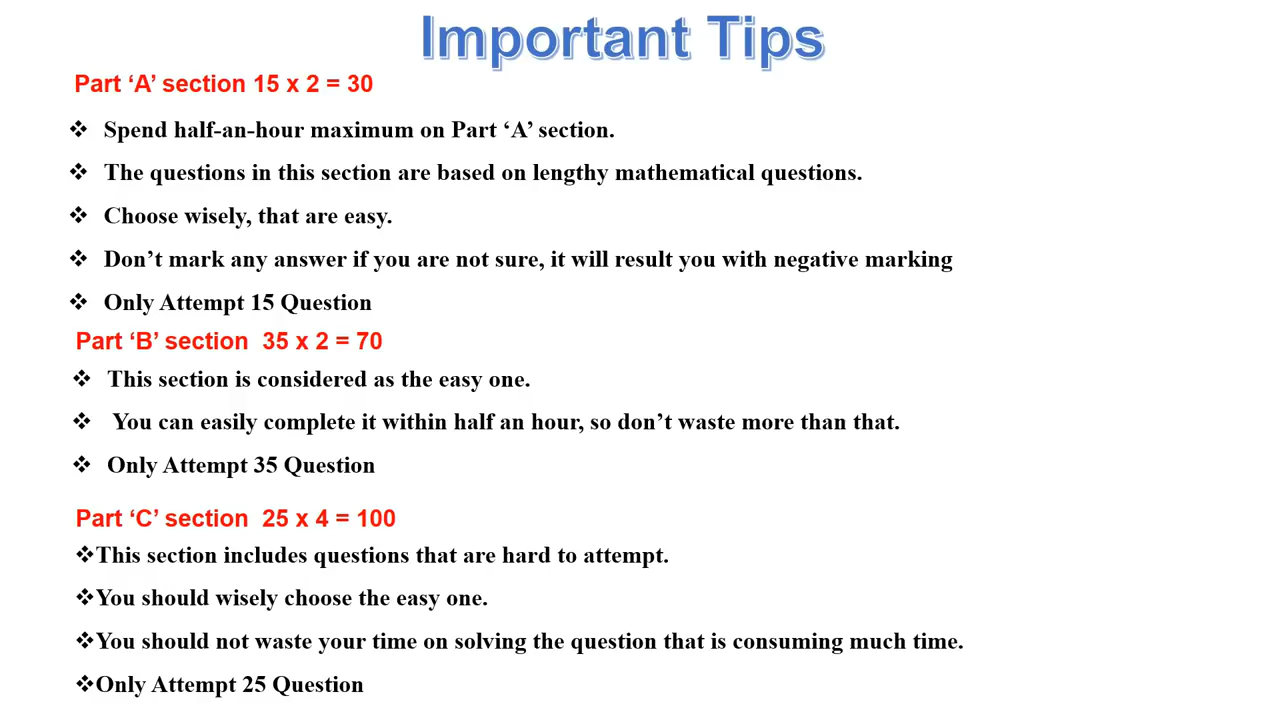 Important Tips
Part ‘A’ section 15 x 2 = 30
❖ Spend half-an-hour maximum on Part ‘A’ section.
❖ The questions in this section are based on lengthy mathematical questions.
❖ Choose wisely, that are easy.
❖ Don’t mark any answer if you are not sure, it will result you with negative marking
❖ Only Attempt 15 Question
Part ‘B’ section 35 x 2 = 70
❖ This section is considered as the easy one.
❖ You can easily complete it within half an hour, so don’t waste more than that.
❖ Only Attempt 35 Question
Part ‘C’ section 25 x 4 = 100
❖This section includes questions that are hard to attempt.
❖You should wisely choose the easy one.
❖You should not waste your time on solving the question that is consuming much time.
❖Only Attempt 25 Question